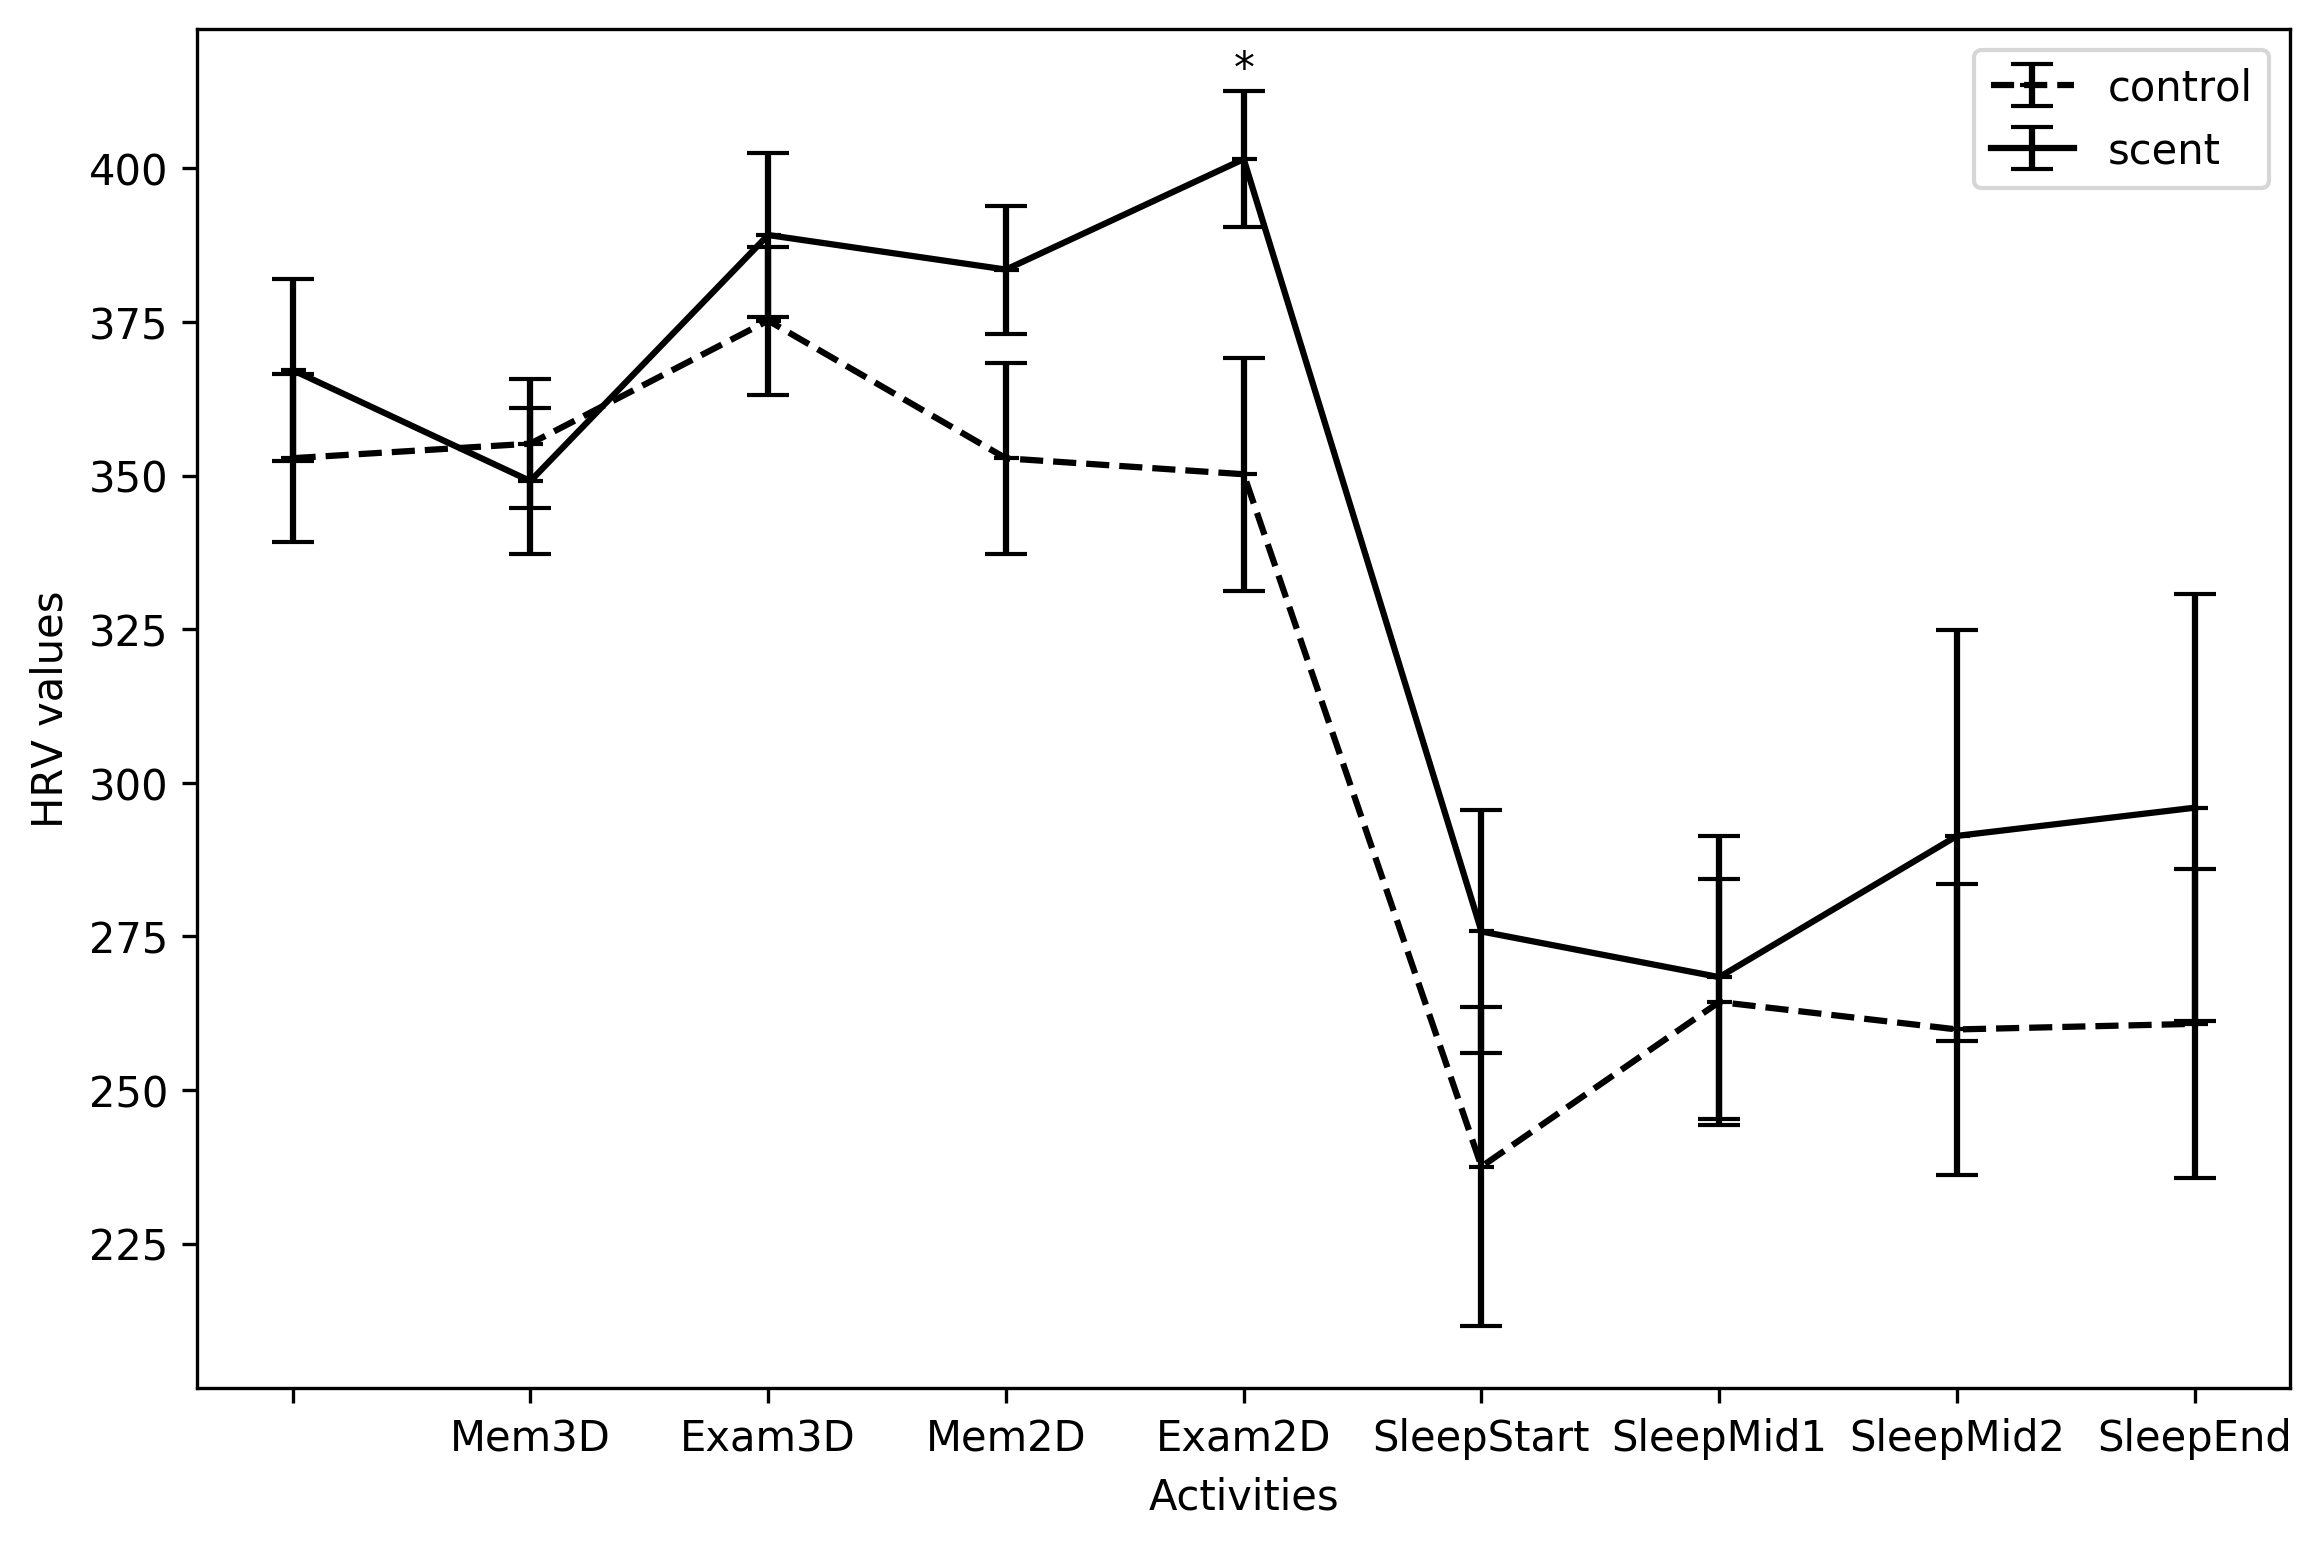 *
control
scent
400
375
350
325
300
275
250
225
HRV values
Mem3D Exam3D Mem2D Exam2D SleepStart SleepMid1 SleepMid2 SleepEnd
Activities